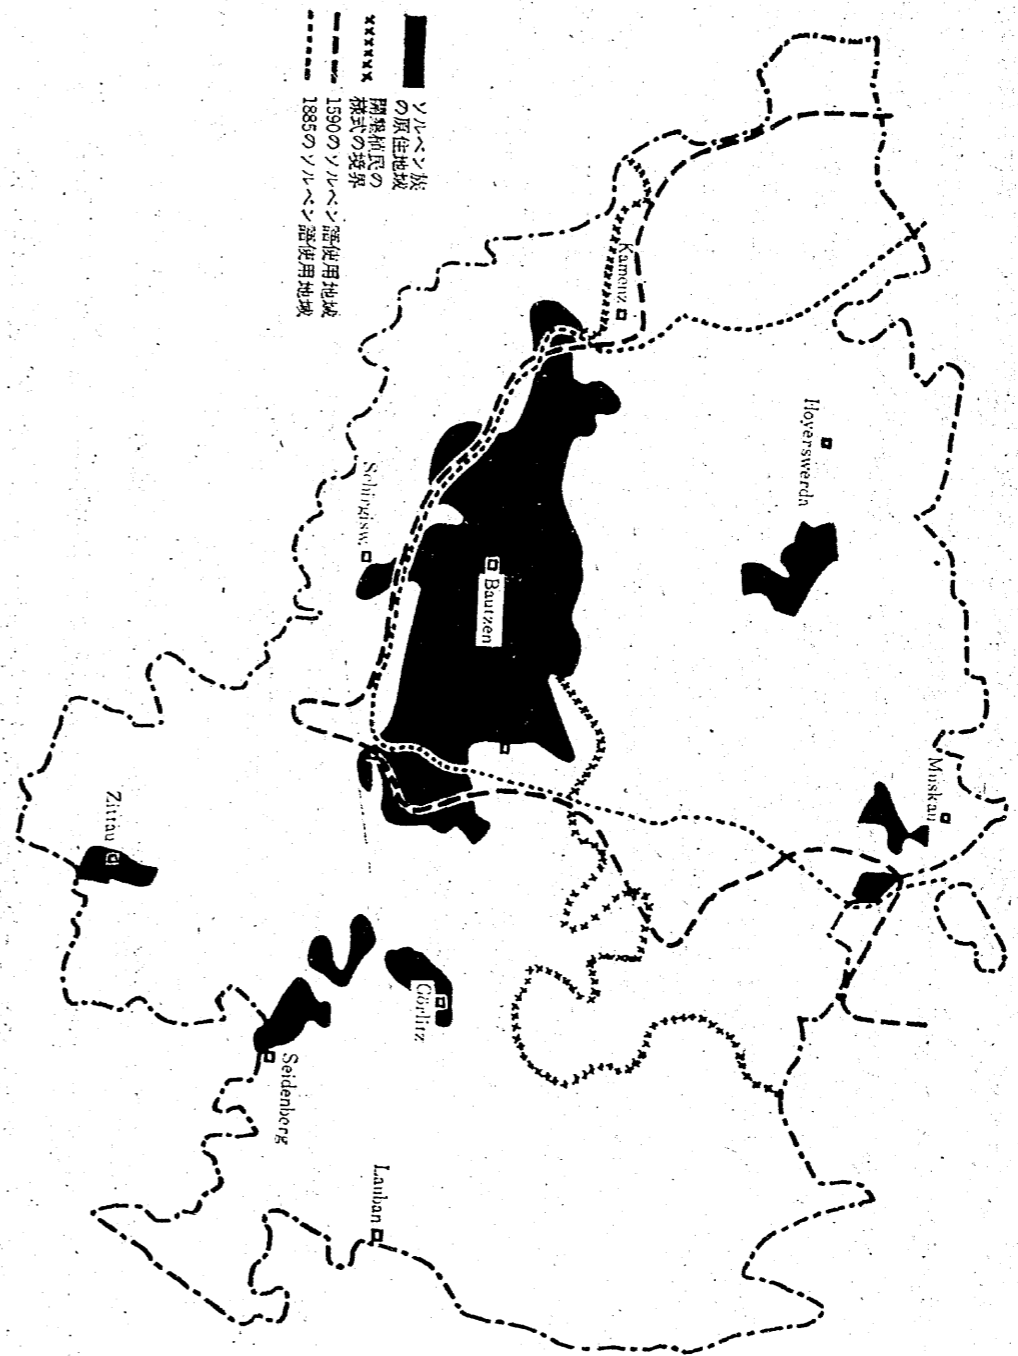 ソルベン族
の原住地域
開墾植民の
様式の境界
1590のソルベン語使用地域
1885のソルベン語使用地域
Kamenz
Hoyerswerda
Schirgisw.
Bautzen
Muskau
Zittau
Görlitz
Seidenberg
Lauban